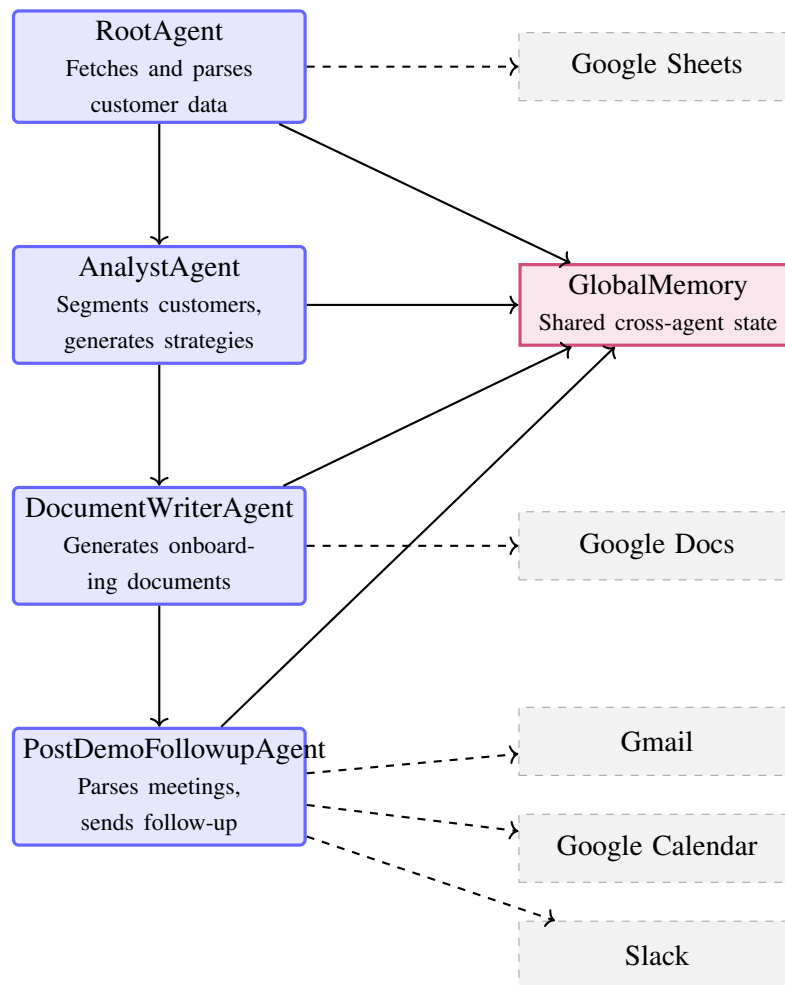 RootAgent
Fetches and parses
customer data
Google Sheets
AnalystAgent
Segments customers,
generates strategies
GlobalMemory
Shared cross-agent state
DocumentWriterAgent
Generates onboard-
ing documents
Google Docs
PostDemoFollowupAgent
Parses meetings,
sends follow-up
Gmail
Google Calendar
Slack